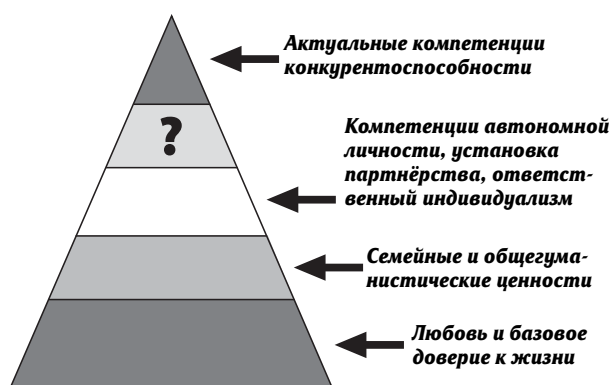 Актуальные компетенции
конкурентоспособности
?
Компетенции автономной
личности, установка
партнёрства, ответст-
венный индивидуализм
Семейные и общегума-
нистические ценности
Любовь и базовое
доверие к жизни